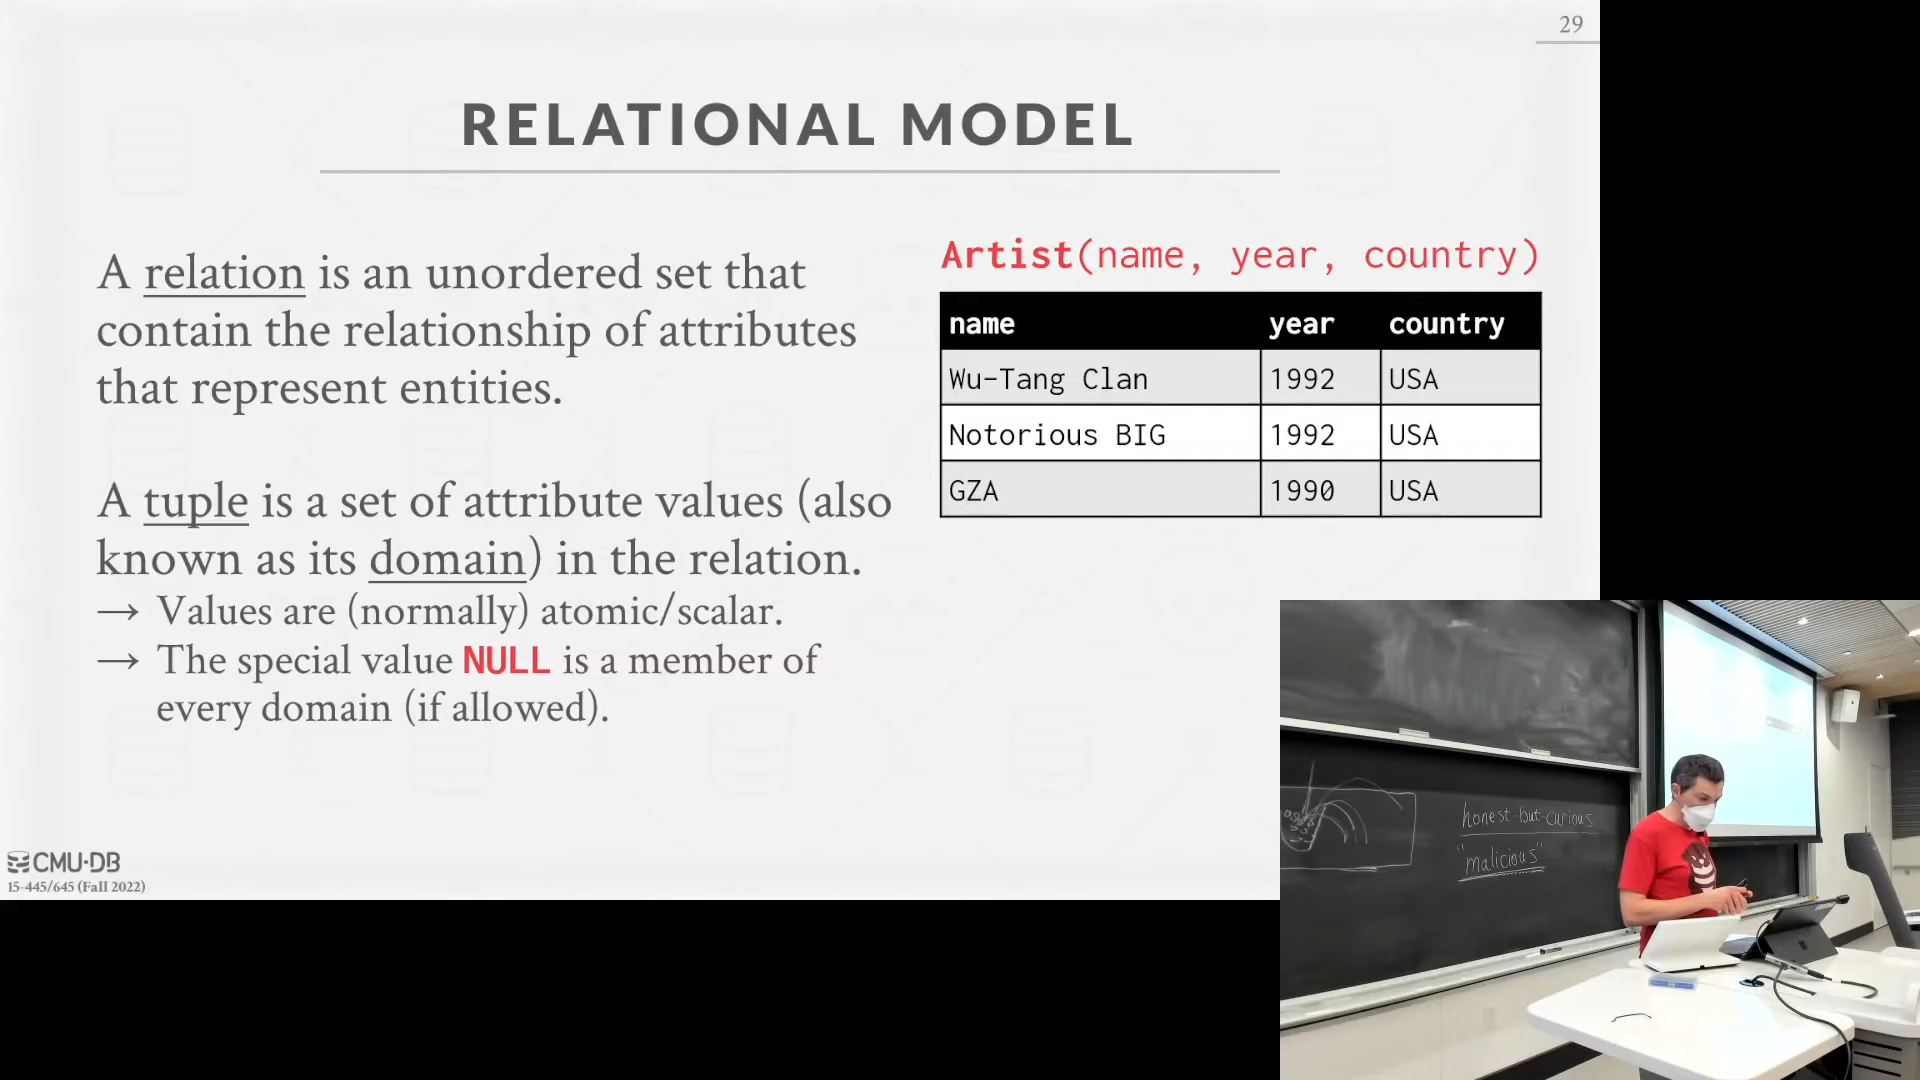 29
RELATIONAL MODEL
A relation is an unordered set that
contain the relationship of attributes
that represent entities.
A tuple is a set of attribute values (also
known as its domain) in the relation.
→ Values are (normally) atomic/scalar.
→ The special value NULL is a member of
every domain (if allowed).
Artist(name, year, country)
name year country
Wu-Tang Clan 1992 USA
Notorious BIG 1992 USA
GZA 1990 USA
CMU·DB
15-445/645 (Fall 2022)
honest-but-curious
"malicious"